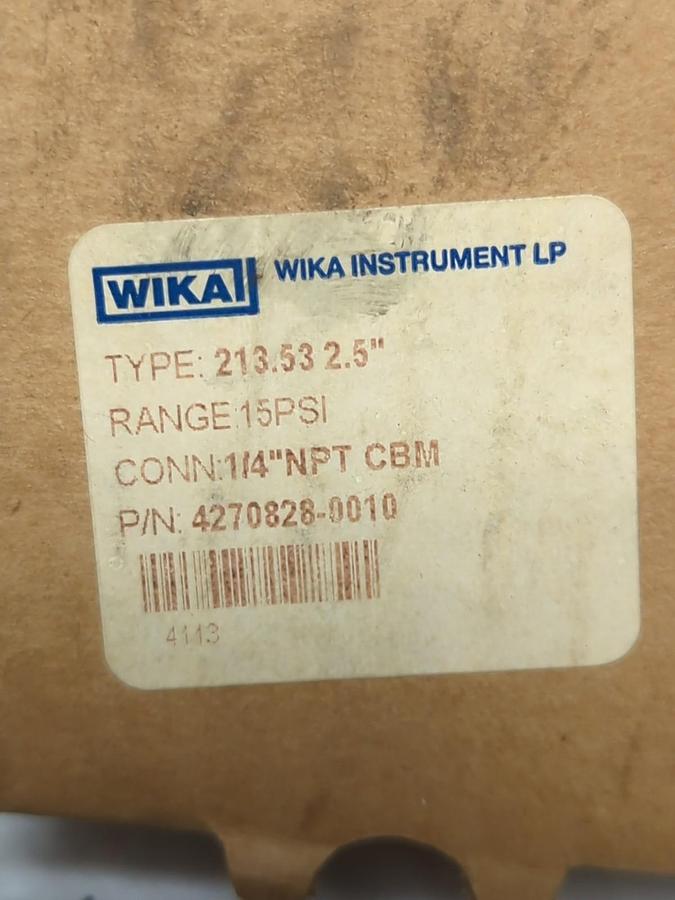 WIKA WIKA INSTRUMENT LP
TYPE: 213.53 2.5"
RANGE:15PSI
CONN:1/4"NPT CBM
P/N: 4270828-0010
4113